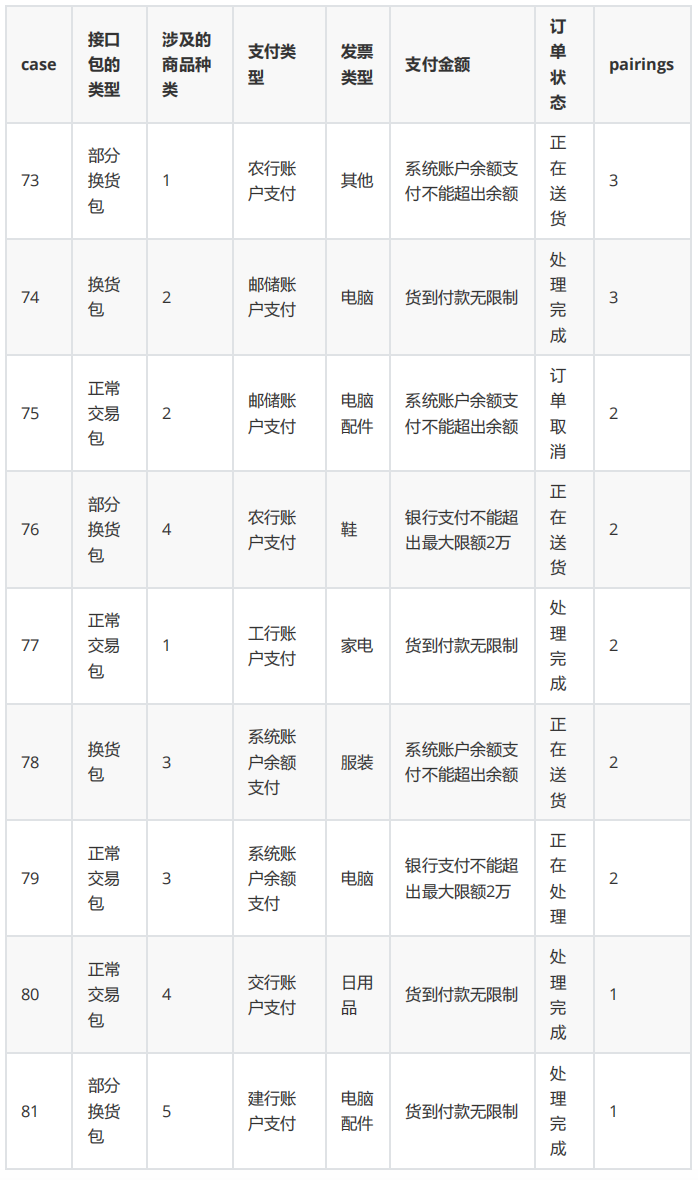 case
接口
包的
类型
涉及的
商品种
类
支付类
型
发票
类型
支付金额
订
单
状
态
pairings
73
部分
换货
包
1
农行账
户支付
其他
系统账户余额支
付不能超出余额
正
在
送
货
3
74
换货
包
2
邮储账
户支付
电脑
货到付款无限制
处
理
完
成
3
75
正常
交易
包
2
邮储账
户支付
电脑
配件
系统账户余额支
付不能超出余额
订
单
取
消
2
76
部分
换货
包
4
农行账
户支付
鞋
银行支付不能超
出最大限额2万
正
在
送
货
2
77
正常
交易
包
1
工行账
户支付
家电
货到付款无限制
处
理
完
成
2
78
换货
包
3
系统账
户余额
支付
服装
系统账户余额支
付不能超出余额
正
在
送
货
2
79
正常
交易
包
3
系统账
户余额
支付
电脑
银行支付不能超
出最大限额2万
正
在
处
理
2
80
正常
交易
包
4
交行账
户支付
日用
品
货到付款无限制
处
理
完
成
1
81
部分
换货
包
5
建行账
户支付
电脑
配件
货到付款无限制
处
理
完
成
1